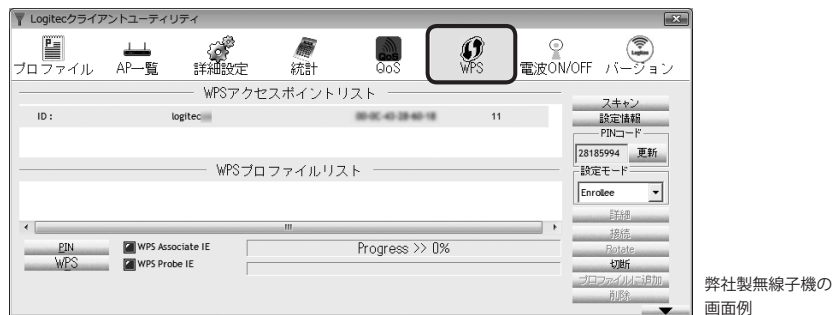 Logitecクライアントユーティリティ
プロファイル AP一覧 詳細設定 統計 QoS WPS 電波ON/OFF バージョン
WPSアクセスポイントリスト
ID : logitec 11
WPSプロファイルリスト
PIN
WPS
WPS Associate IE
WPS Probe IE
Progress >> 0%
スキャン
設定情報
PINコード
28185994 更新
設定モード
Enrollee
詳細
接続
Rotate
切断
プロファイルに追加
削除
弊社製無線子機の
画面例